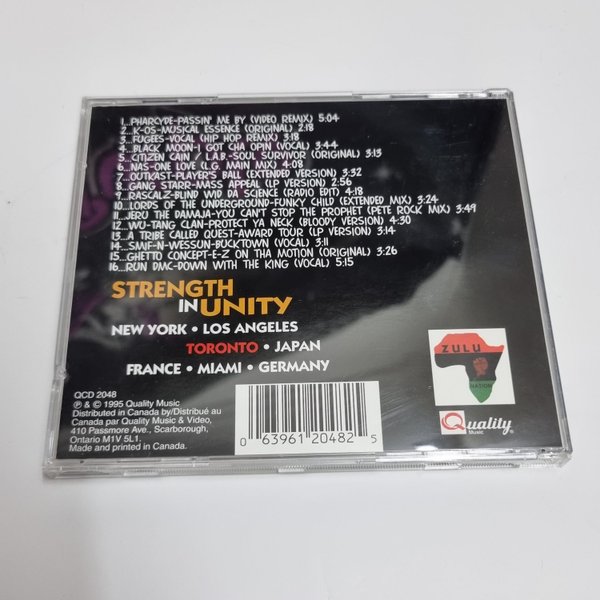 1...PHARCYDE-PASSIN' ME BY (VIDEO REMIX) 5:04
2...K-OS-MUSICAL ESSENCE (ORIGINAL) 2:18
3...FUGEES-VOCAL (HIP HOP REMIX) 3:18
4...BLACK MOON-I GOT CHA OPIN (VOCAL) 3:44
5...CITIZEN CAIN / L.A.B.-SOUL SURVIVOR (ORIGINAL) 3:13
6...NAS-ONE LOVE (L.G. MAIN MIX) 4:08
7...OUTKAST-PLAYER'S BALL (EXTENDED VERSION) 3:32
8...GANG STARR-MASS APPEAL (LP VERSION) 2:56
9...RASCALZ-BLIND WID DA SCIENCE (RADIO EDIT) 4:18
10...LORDS OF THE UNDERGROUND-FUNKY CHILD (EXTENDED MIX) 3:24
11...JERU THE DAMAJA-YOU CAN'T STOP THE PROPHET (PETE ROCK MIX) 3:49
12...WU-TANG CLAN-PROTECT YA NECK (BLOODY VERSION) 4:30
13...A TRIBE CALLED QUEST-AWARD TOUR (LP VERSION) 3:14
14...SMIF-N-WESSUN-BUCKTOWN (VOCAL) 3:11
15...GHETTO CONCEPT-E-Z ON THA MOTION (ORIGINAL) 3:26
16...RUN DMC-DOWN WITH THE KING (VOCAL) 5:15
STRENGTH
IN UNITY
NEW YORK • LOS ANGELES
TORONTO • JAPAN
FRANCE • MIAMI • GERMANY
QCD 2048
℗ & © 1995 Quality Music
Distributed in Canada by/Distribué au
Canada par Quality Music & Video,
410 Passmore Ave., Scarborough,
Ontario M1V 5L1.
Made and printed in Canada.
0 63961 20482 5
ZULU
NATION
Quality
Music